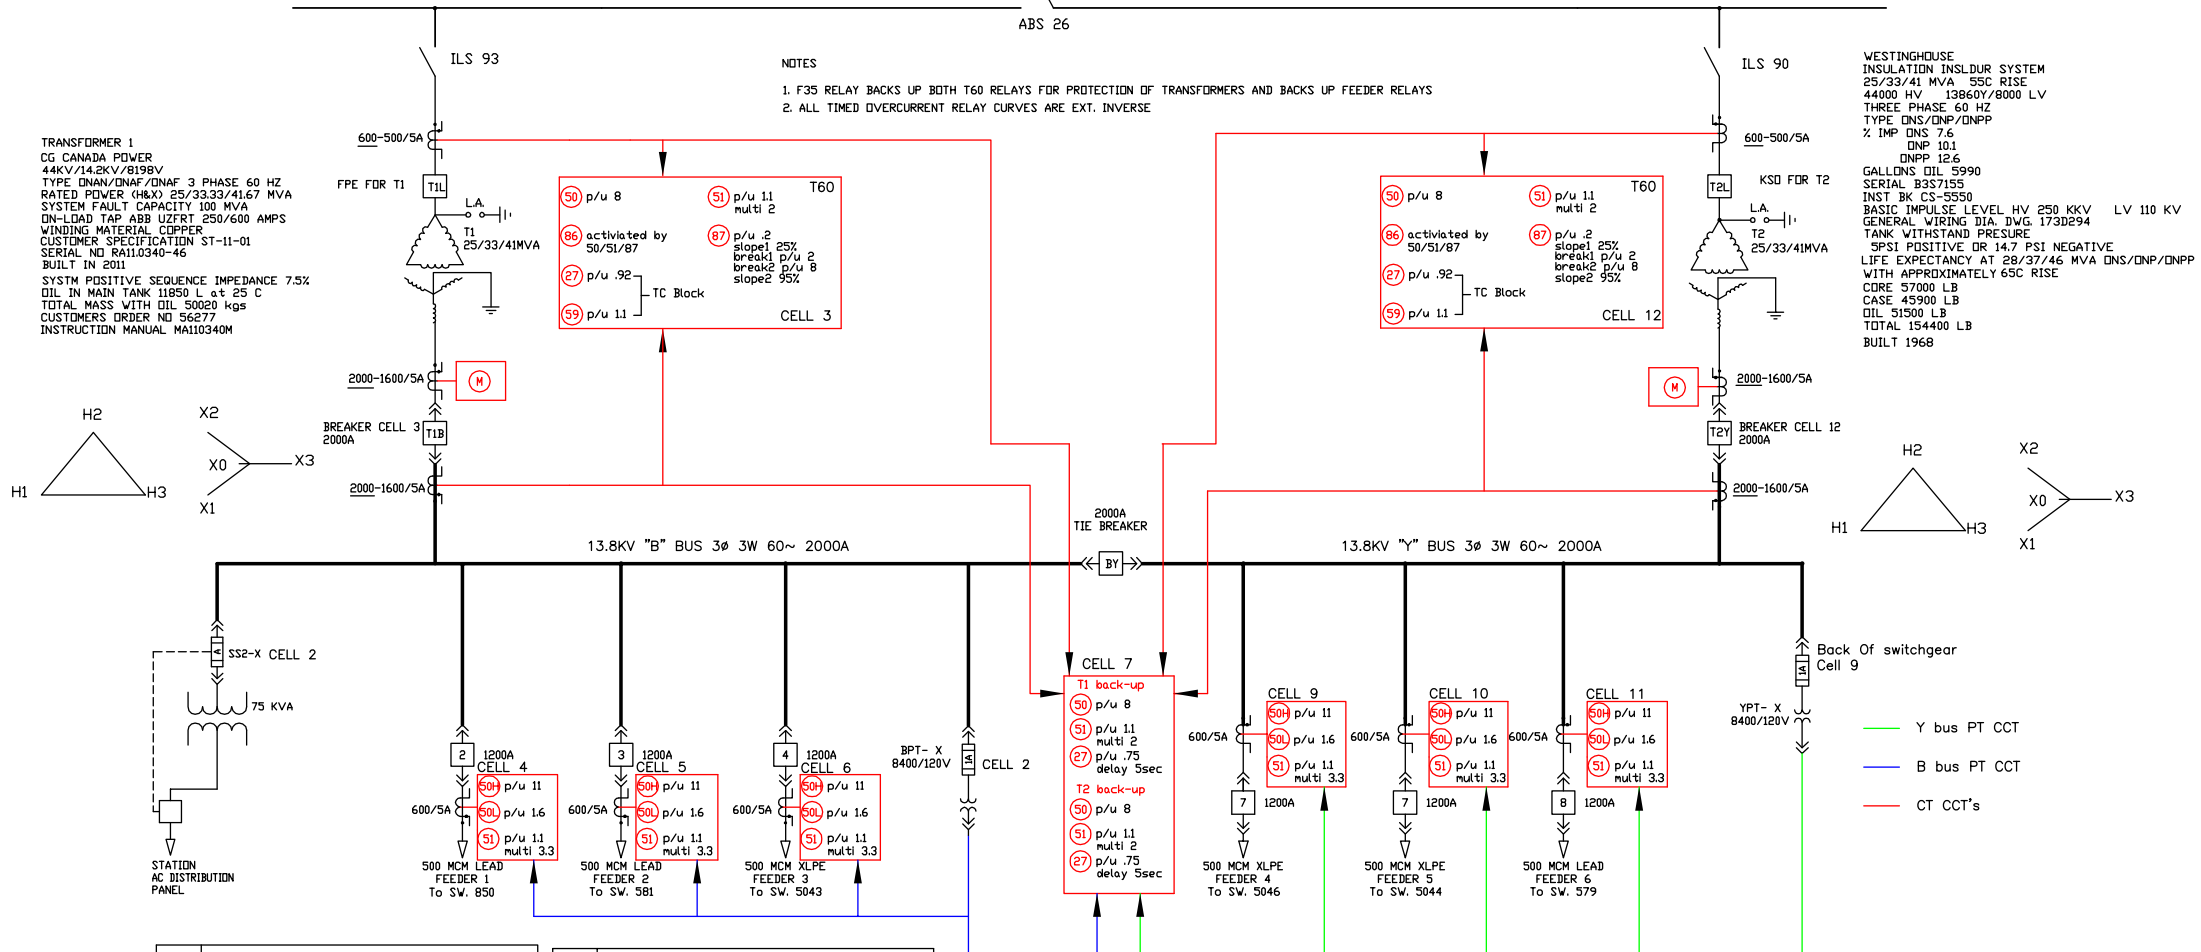 ABS 26
ILS 93
ILS 90
NOTES
1. F35 RELAY BACKS UP BOTH T60 RELAYS FOR PROTECTION OF TRANSFORMERS AND BACKS UP FEEDER RELAYS
2. ALL TIMED OVERCURRENT RELAY CURVES ARE EXT. INVERSE
TRANSFORMER 1
CG CANADA POWER
44KV/14.2KV/8198V
TYPE ONAN/ONAF/ONAF 3 PHASE 60 HZ
RATED POWER (H&X) 25/33.33/41.67 MVA
SYSTEM FAULT CAPACITY 100 MVA
ON-LOAD TAP ABB UZFRT 250/600 AMPS
WINDING MATERIAL COPPER
CUSTOMER SPECIFICATION ST-11-01
SERIAL NO RA11.0340-46
BUILT IN 2011
SYSTM POSITIVE SEQUENCE IMPEDANCE 7.5%
OIL IN MAIN TANK 11850 L at 25 C
TOTAL MASS WITH OIL 50020 kgs
CUSTOMERS ORDER NO 56277
INSTRUCTION MANUAL MA110340M
600-500/5A
FPE FOR T1
T1L
L.A.
T1
25/33/41MVA
2000-1600/5A
M
BREAKER CELL 3
2000A
T1B
2000-1600/5A
T60
50 p/u 8
51 p/u 1.1
multi 2
86 activiated by
50/51/87
87 p/u .2
slope1 25%
break1 p/u 2
break2 p/u 8
slope2 95%
27 p/u .92
TC Block
59 p/u 1.1
CELL 3
T60
50 p/u 8
51 p/u 1.1
multi 2
86 activiated by
50/51/87
87 p/u .2
slope1 25%
break1 p/u 2
break2 p/u 8
slope2 95%
27 p/u .92
TC Block
59 p/u 1.1
CELL 12
600-500/5A
T2L
KSO FOR T2
L.A.
T2
25/33/41MVA
2000-1600/5A
M
T2Y
BREAKER CELL 12
2000A
2000-1600/5A
WESTINGHOUSE
INSULATION INSLDUR SYSTEM
25/33/41 MVA 55C RISE
44000 HV 13860Y/8000 LV
THREE PHASE 60 HZ
TYPE ONS/ONP/ONPP
% IMP ONS 7.6
ONP 10.1
ONPP 12.6
GALLONS OIL 5990
SERIAL B3S7155
INST BK CS-5550
BASIC IMPULSE LEVEL HV 250 KKV LV 110 KV
GENERAL WIRING DIA. DWG. 173D294
TANK WITHSTAND PRESURE
5PSI POSITIVE OR 14.7 PSI NEGATIVE
LIFE EXPECTANCY AT 28/37/46 MVA ONS/ONP/ONPP
WITH APPROXIMATELY 65C RISE
CORE 57000 LB
CASE 45900 LB
OIL 51500 LB
TOTAL 154400 LB
BUILT 1968
H2
H1
H3
X2
X0
X3
X1
H2
H1
H3
X2
X0
X3
X1
13.8KV "B" BUS 3ø 3W 60~ 2000A
2000A
TIE BREAKER
BY
13.8KV "Y" BUS 3ø 3W 60~ 2000A
A
SS2-X CELL 2
75 KVA
STATION
AC DISTRIBUTION
PANEL
2
1200A
CELL 4
600/5A
50H p/u 11
50L p/u 1.6
51 p/u 1.1
multi 3.3
500 MCM LEAD
FEEDER 1
To SW. 850
3
1200A
CELL 5
600/5A
50H p/u 11
50L p/u 1.6
51 p/u 1.1
multi 3.3
500 MCM LEAD
FEEDER 2
To SW. 581
4
1200A
CELL 6
600/5A
50H p/u 11
50L p/u 1.6
51 p/u 1.1
multi 3.3
500 MCM XLPE
FEEDER 3
To SW. 5043
BPT- X
8400/120V
1A
CELL 2
CELL 7
T1 back-up
50 p/u 8
51 p/u 1.1
multi 2
27 p/u .75
delay 5sec
T2 back-up
50 p/u 8
51 p/u 1.1
multi 2
27 p/u .75
delay 5sec
CELL 9
600/5A
50H p/u 11
50L p/u 1.6
51 p/u 1.1
multi 3.3
7
1200A
500 MCM XLPE
FEEDER 4
To SW. 5046
CELL 10
600/5A
50H p/u 11
50L p/u 1.6
51 p/u 1.1
multi 3.3
7
1200A
500 MCM XLPE
FEEDER 5
To SW. 5044
CELL 11
600/5A
50H p/u 11
50L p/u 1.6
51 p/u 1.1
multi 3.3
8
1200A
500 MCM LEAD
FEEDER 6
To SW. 579
1A
Back Of switchgear
Cell 9
YPT- X
8400/120V
Y bus PT CCT
B bus PT CCT
CT CCT's